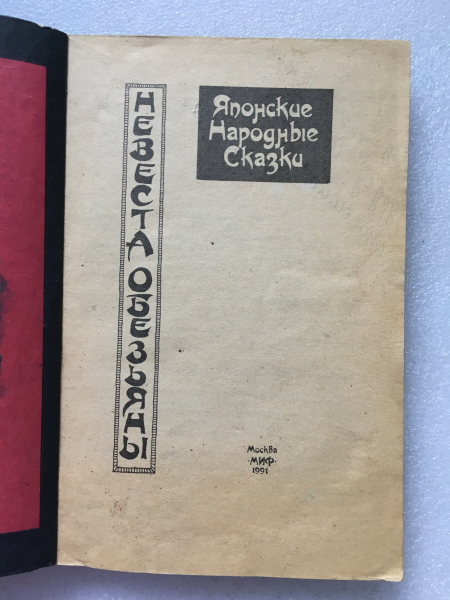 НЕВЕСТА ОБЕЗЬЯНЫ
Японские
Народные
Сказки
Москва
·МИФ·
1991